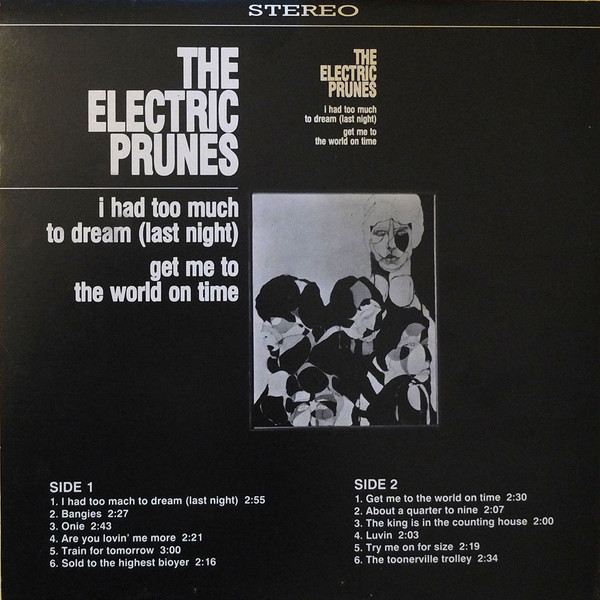 STEREO
THE
ELECTRIC
PRUNES
i had too much
to dream (last night)
get me to
the world on time
THE
ELECTRIC
PRUNES
i had too much
to dream (last night)
get me to
the world on time
SIDE 1
1. I had too mach to dream (last night) 2:55
2. Bangies 2:27
3. Onie 2:43
4. Are you lovin' me more 2:21
5. Train for tomorrow 3:00
6. Sold to the highest bioyer 2:16
SIDE 2
1. Get me to the world on time 2:30
2. About a quarter to nine 2:07
3. The king is in the counting house 2:00
4. Luvin 2:03
5. Try me on for size 2:19
6. The toonerville trolley 2:34